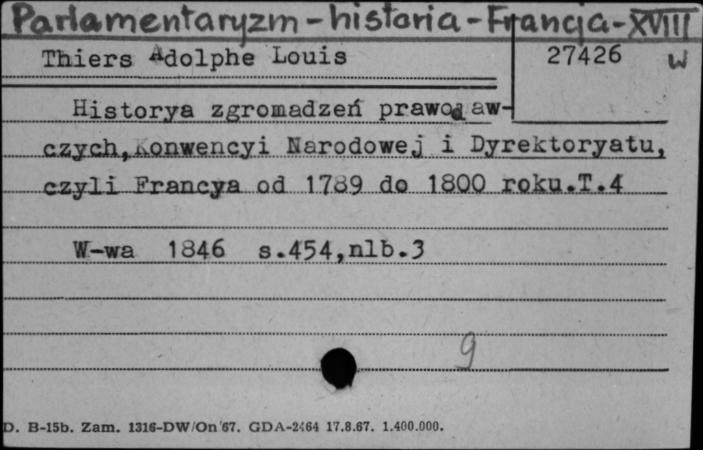 Parlamentaryzm-historia-Francja-XVIII w
Thiers Adolphe Louis 27426
Historya zgromadzeń prawodaw-
czych,Konwencyi Narodowej i Dyrektoryatu,
czyli Francya od 1789 do 1800 roku.T.4
W-wa 1846 s.454,nlb.3
9
D. B-15b. Zam. 1316-DW/On 67. GDA-2464 17.8.67. 1.400.000.